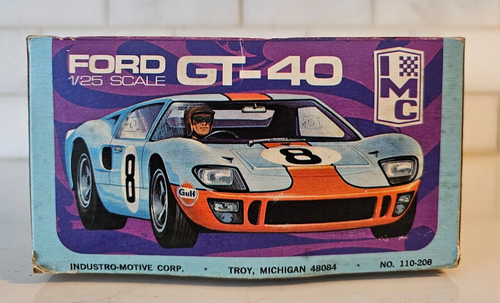 FORD GT-40
1/25 SCALE
IMC
8
8
Gulf
INDUSTRO-MOTIVE CORP. · TROY, MICHIGAN 48084 · NO. 110-200